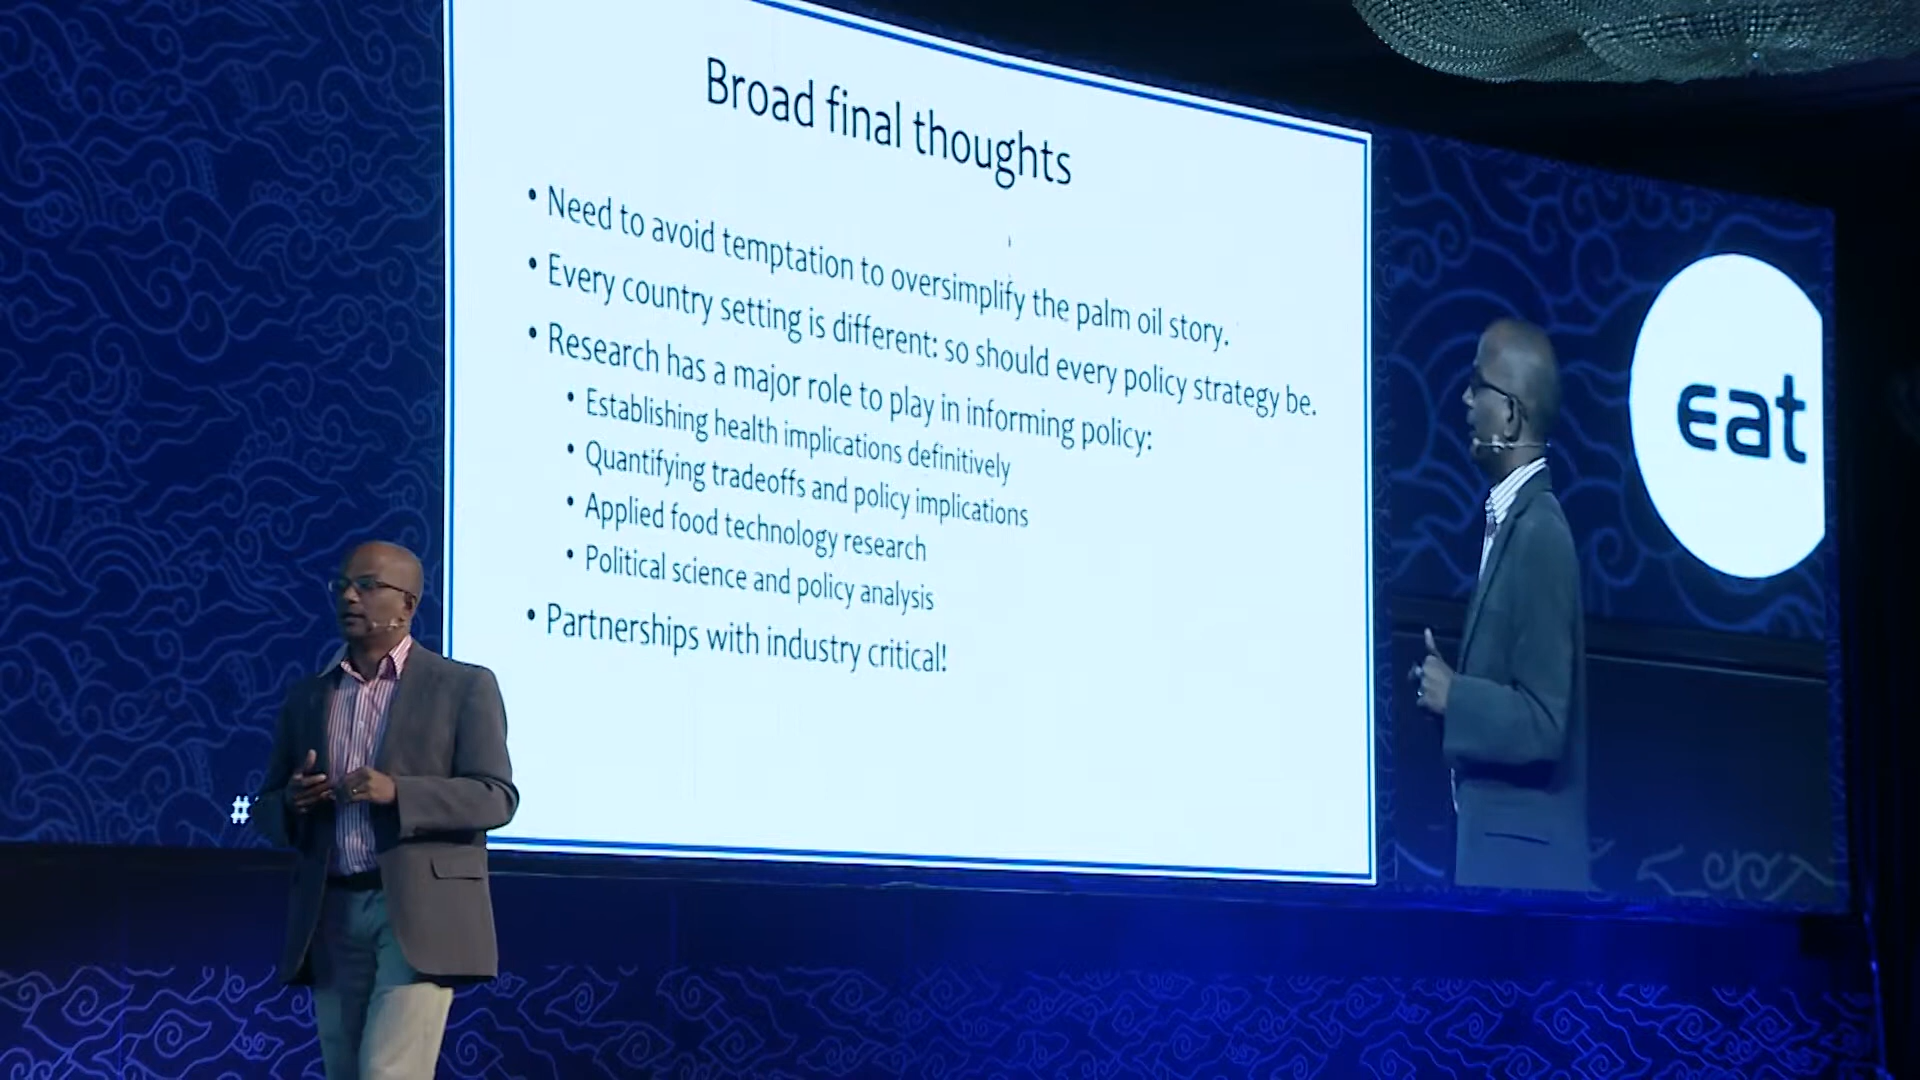 Broad final thoughts
• Need to avoid temptation to oversimplify the palm oil story.
• Every country setting is different: so should every policy strategy be.
• Research has a major role to play in informing policy:
• Establishing health implications definitively
• Quantifying tradeoffs and policy implications
• Applied food technology research
• Political science and policy analysis
• Partnerships with industry critical!
eat
#